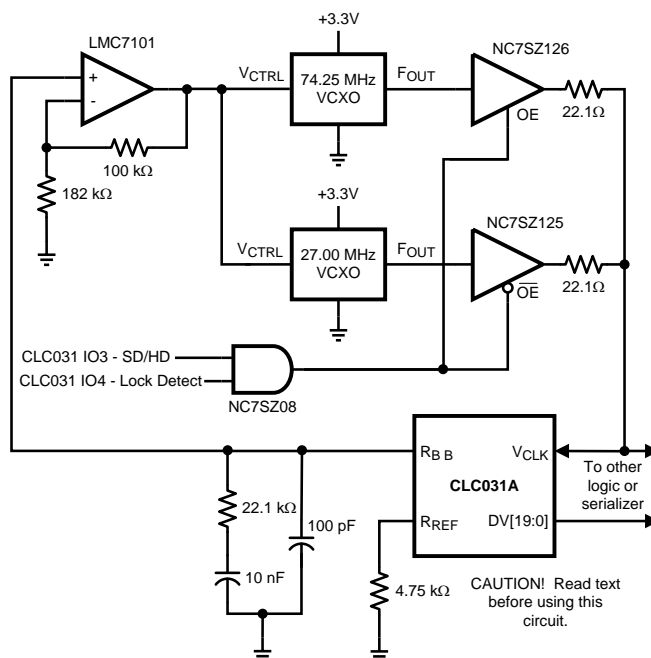 +3.3V
LMC7101
NC7SZ126
+
-
VCTRL
74.25 MHz
VCXO
FOUT
22.1Ω
OE
100 kΩ
182 kΩ
+3.3V
NC7SZ125
VCTRL
27.00 MHz
VCXO
FOUT
22.1Ω
OE
CLC031 IO3 - SD/HD
CLC031 IO4 - Lock Detect
NC7SZ08
RB B
VCLK
CLC031A
To other
logic or
serializer
22.1 kΩ
100 pF
RREF
DV[19:0]
10 nF
4.75 kΩ
CAUTION! Read text
before using this
circuit.